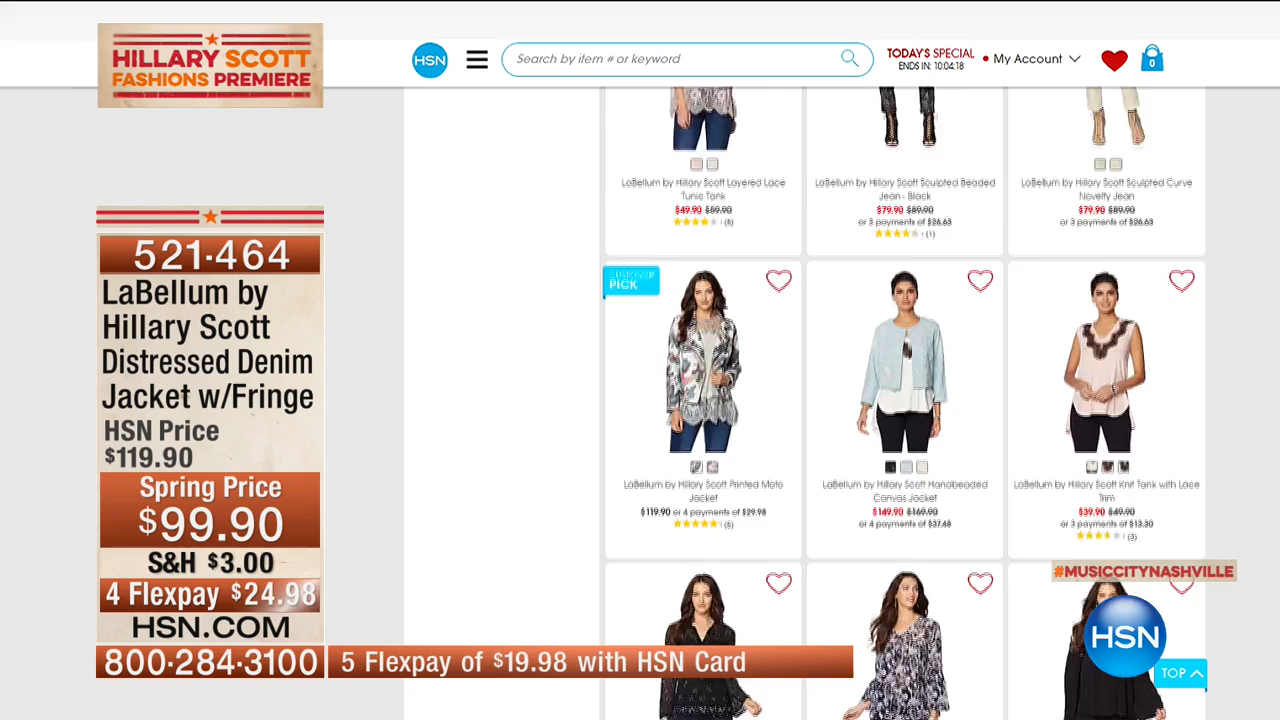 HILLARY SCOTT
FASHIONS PREMIERE
HSN
Search by item # or keyword
TODAY'S SPECIAL
ENDS IN: 10:04:18
My Account
0
521-464
LaBellum by
Hillary Scott
Distressed Denim
Jacket w/Fringe
HSN Price
$119.90
Spring Price
$99.90
S&H $3.00
4 Flexpay $24.98
HSN.COM
800·284·3100
5 Flexpay of $19.98 with HSN Card
LaBellum by Hillary Scott Layered Lace
Tunic Tank
$49.90 $59.90
LaBellum by Hillary Scott Sculpted Beaded
Jean - Black
$79.90 $89.90
or 3 payments of $26.63
(1)
LaBellum by Hillary Scott Sculpted Curve
Novelty Jean
$79.90 $89.90
or 3 payments of $26.63
CUSTOMER
PICK
LaBellum by Hillary Scott Printed Moto
Jacket
$119.90 or 4 payments of $29.98
LaBellum by Hillary Scott Handbeaded
Canvas Jacket
$149.90 $169.90
or 4 payments of $37.48
LaBellum by Hillary Scott Knit Tank with Lace
Trim
$39.90 $49.90
or 3 payments of $13.30
(3)
#MUSICCITYNASHVILLE
HSN
TOP